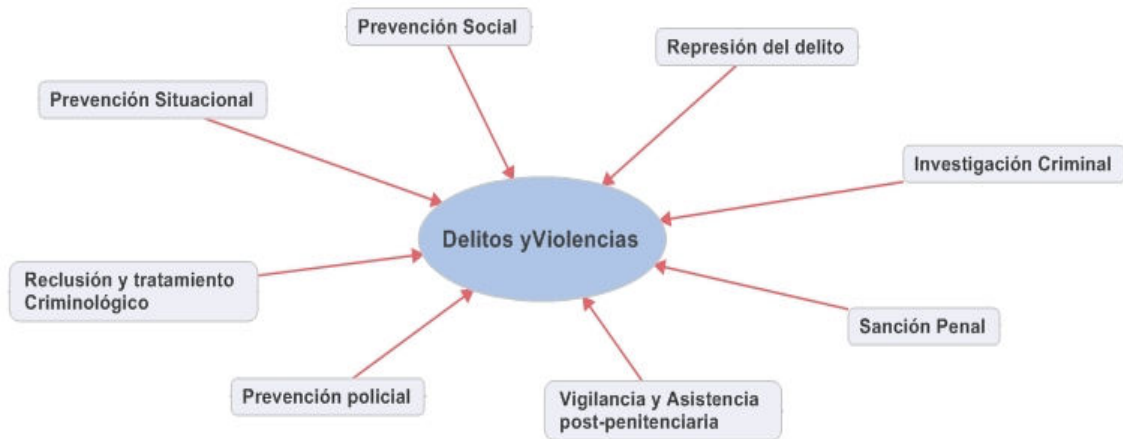 Prevención Social
Represión del delito
Prevención Situacional
Investigación Criminal
Delitos yViolencias
Reclusión y tratamiento
Criminológico
Sanción Penal
Prevención policial
Vigilancia y Asistencia
post-penitenciaria